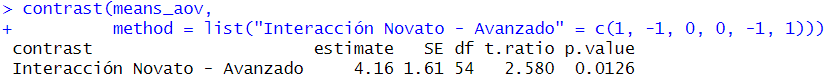 > contrast(means_aov,
+          method = list("Interacción Novato - Avanzado" = c(1, -1, 0, 0, -1, 1)))
 contrast                      estimate   SE df t.ratio p.value
 Interacción Novato - Avanzado     4.16 1.61 54   2.580  0.0126